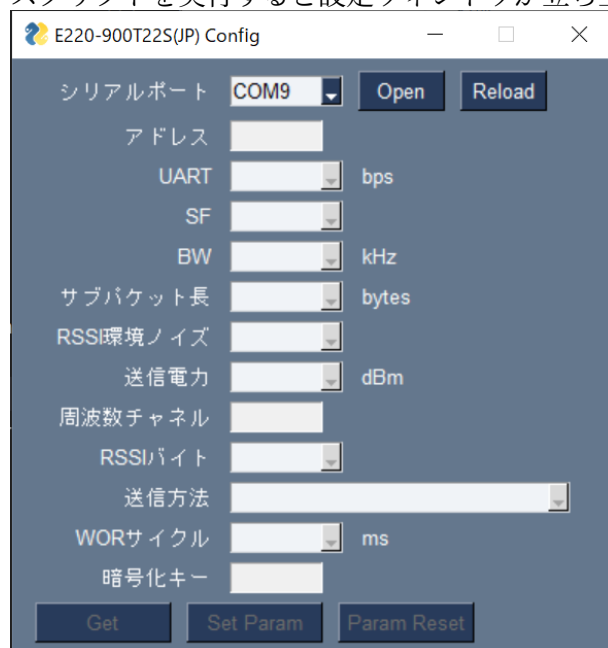 E220-900T22S(JP) Config
シリアルポート COM9 Open Reload
アドレス
UART bps
SF
BW kHz
サブパケット長 bytes
RSSI環境ノイズ
送信電力 dBm
周波数チャネル
RSSIバイト
送信方法
WORサイクル ms
暗号化キー
Get Set Param Param Reset